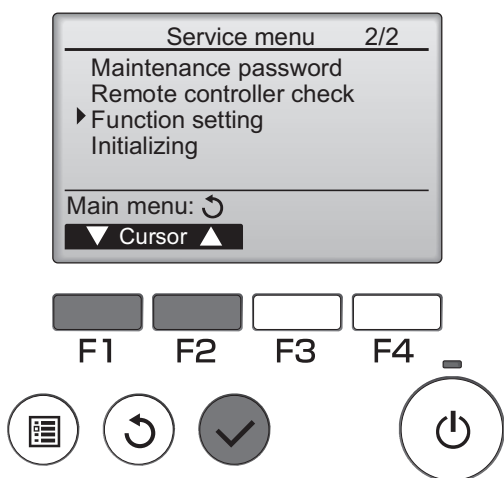 Service menu 2/2
Maintenance password
Remote controller check
Function setting
Initializing
Main menu:
Cursor
F1 F2 F3 F4